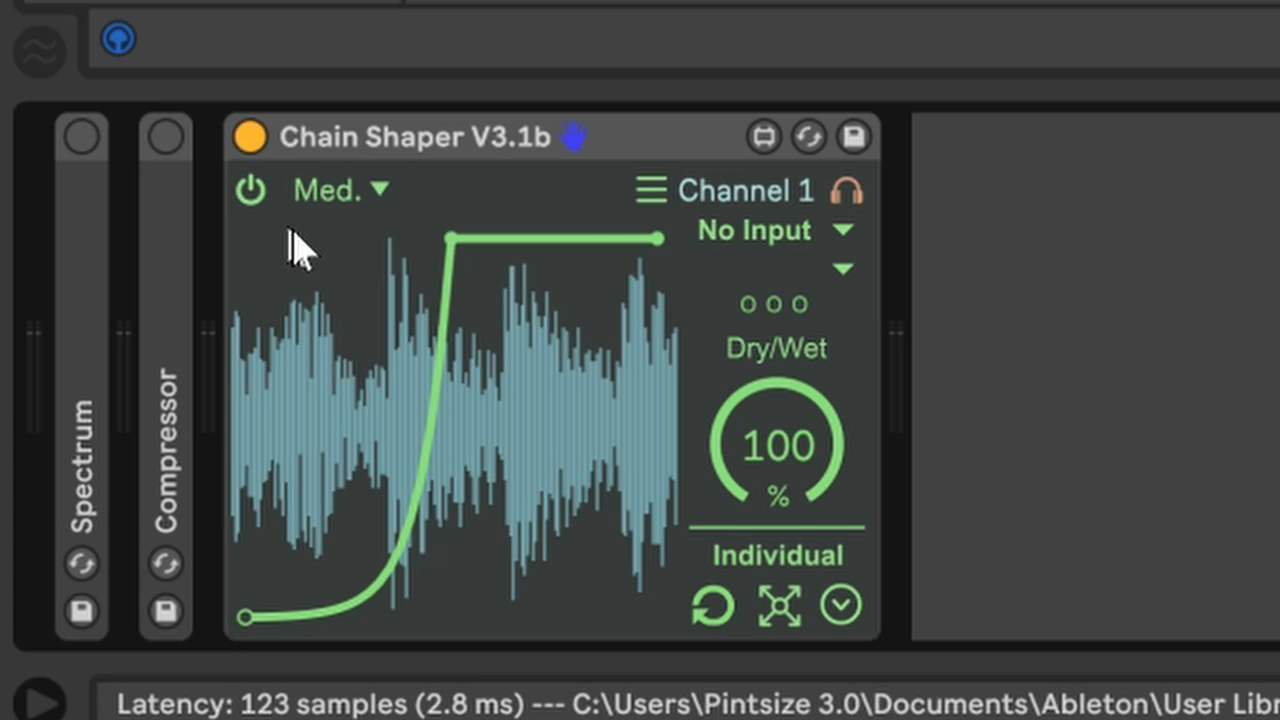 Chain Shaper V3.1b
Med.
Channel 1
No Input
Dry/Wet
100
%
Individual
Spectrum
Compressor
Latency: 123 samples (2.8 ms) --- C:\Users\Pintsize 3.0\Documents\Ableton\User Libr